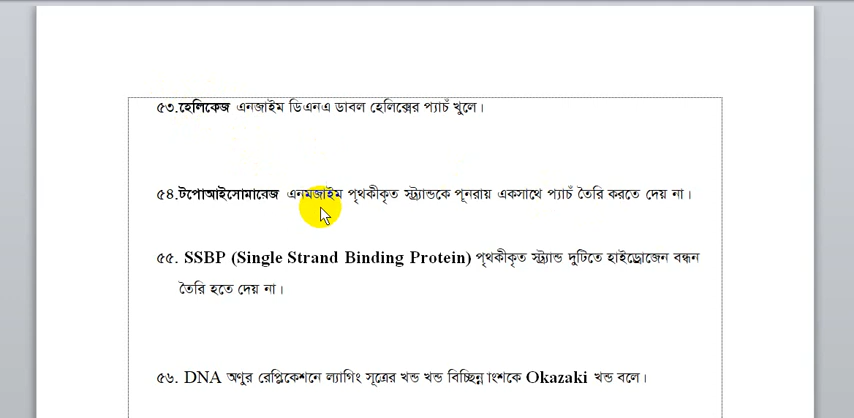 ৫৩.হেলিকেজ এনজাইম ডিএনএ ডাবল হেলিক্সের প্যাচঁ খুলে।
৫৪.টপোআইসোমারেজ এনমজাইম পৃথকীকৃত স্ট্র্যান্ডকে পূনরায় একসাথে প্যাচঁ তৈরি করতে দেয় না।
৫৫. SSBP (Single Strand Binding Protein) পৃথকীকৃত স্ট্র্যান্ড দুটিতে হাইড্রোজেন বন্ধন
তৈরি হতে দেয় না।
৫৬. DNA অণুর রেপ্লিকেশনে ল্যাগিং সূত্রের খন্ড খন্ড বিচ্ছিন্ন াংশকে Okazaki খন্ড বলে।